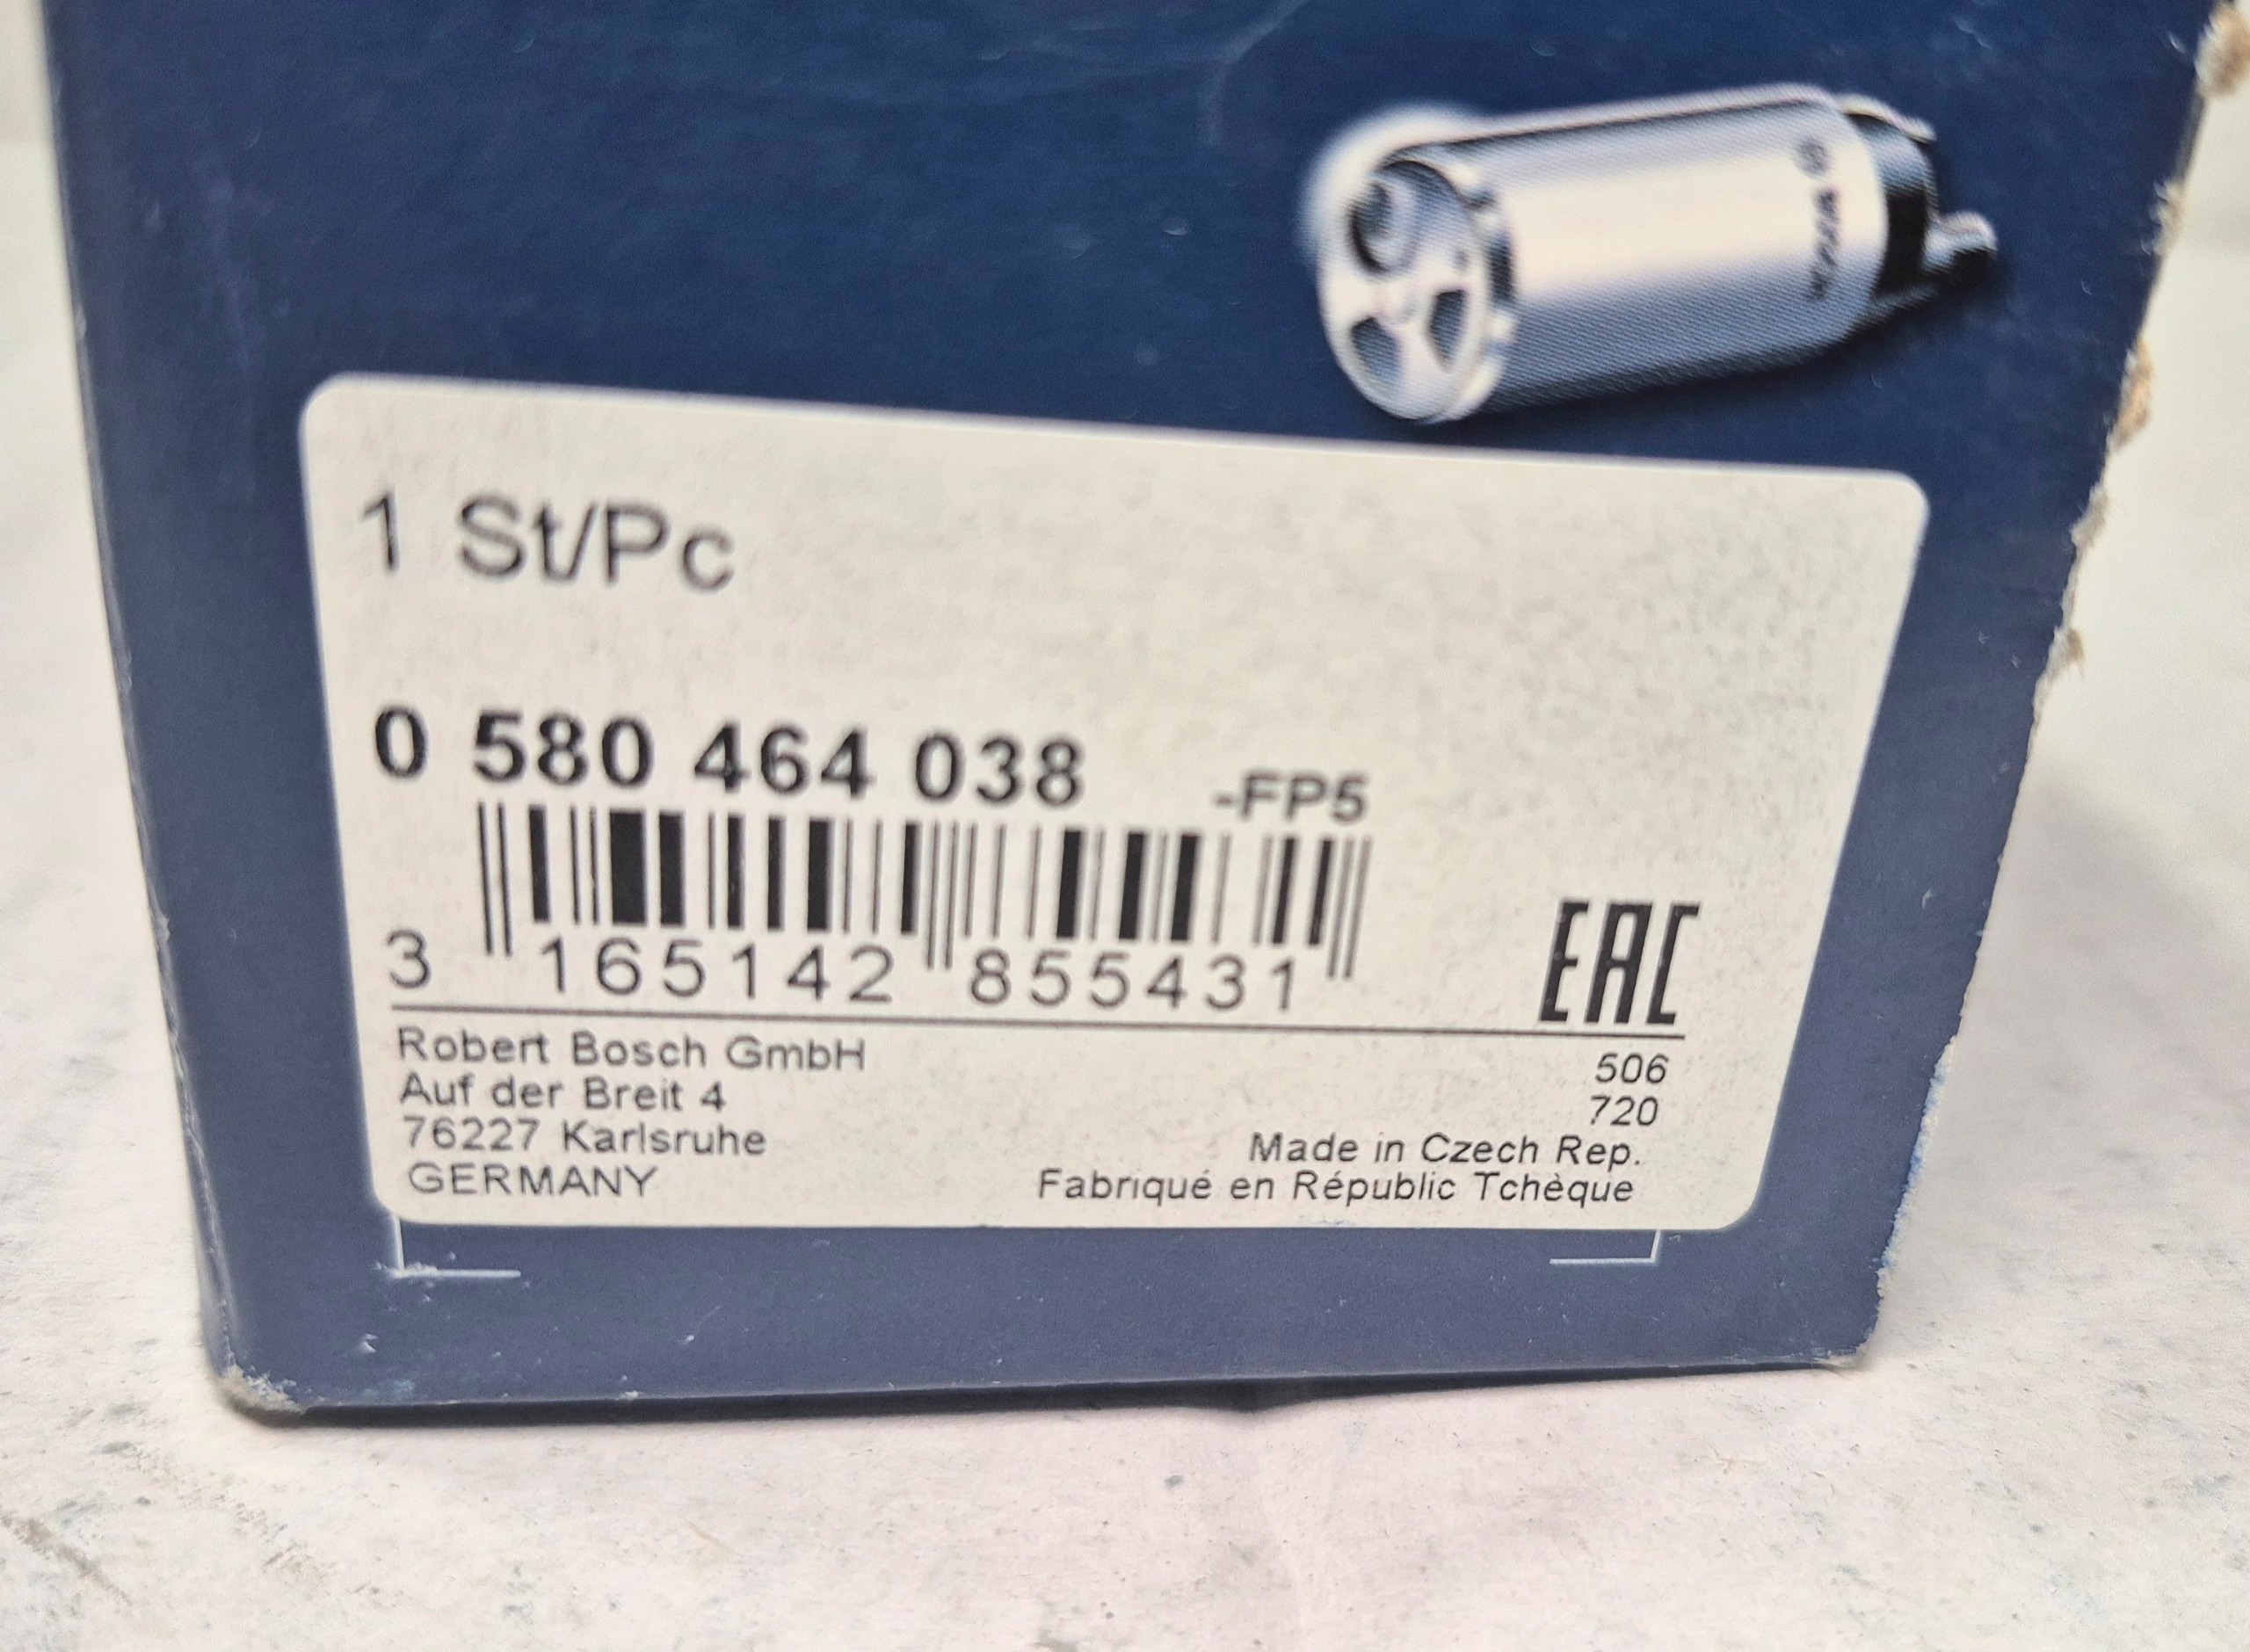 1 St/Pc
0 580 464 038 -FP5
3 165142 855431
EAC
Robert Bosch GmbH
Auf der Breit 4
76227 Karlsruhe
GERMANY
506
720
Made in Czech Rep.
Fabriqué en République Tchèque